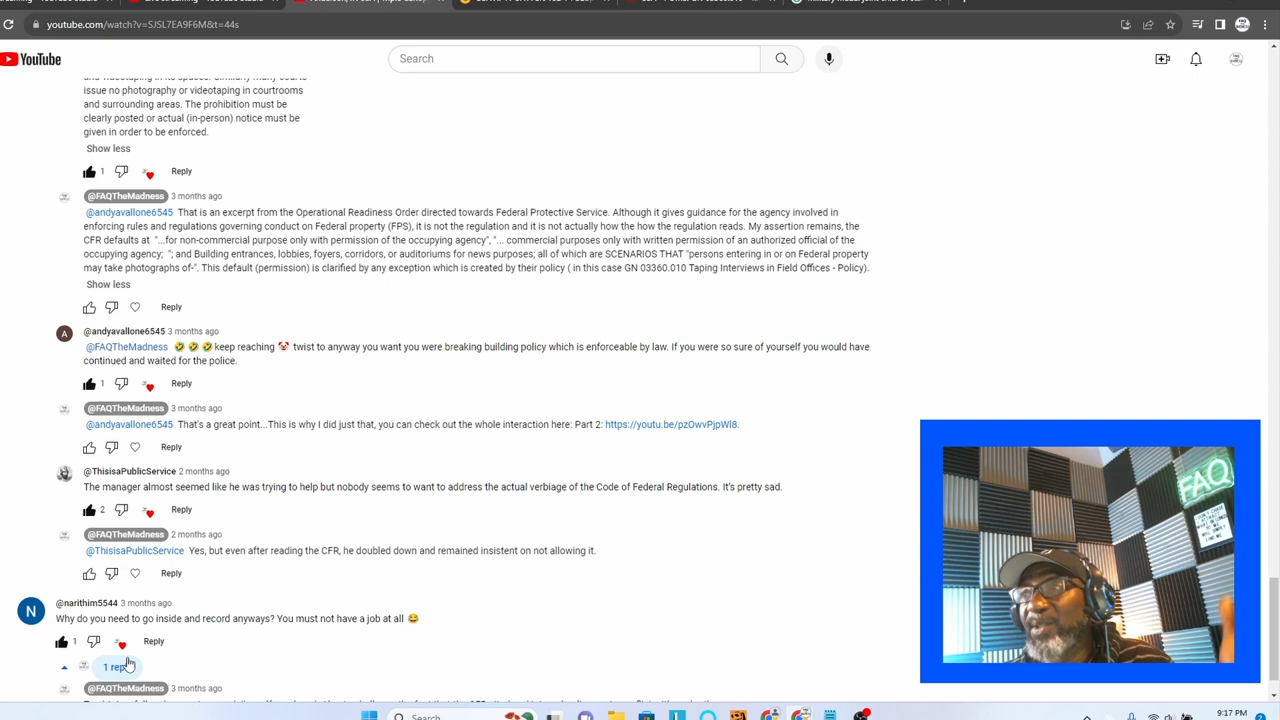 youtube.com/watch?v=SJSL7EA9F6M&t=44s
YouTube
Search
and videotaping in its spaces. Similarly many courts
issue no photography or videotaping in courtrooms
and surrounding areas. The prohibition must be
clearly posted or actual (in-person) notice must be
given in order to be enforced.
Show less
1 Reply
@FAQTheMadness 3 months ago
@andyavallone6545 That is an excerpt from the Operational Readiness Order directed towards Federal Protective Service. Although it gives guidance for the agency involved in
enforcing rules and regulations governing conduct on Federal property (FPS), it is not the regulation and it is not actually how the how the regulation reads. My assertion remains, the
CFR defaults at "...for non-commercial purpose only with permission of the occupying agency", "... commercial purposes only with written permission of an authorized official of the
occupying agency; "; and Building entrances, lobbies, foyers, corridors, or auditoriums for news purposes; all of which are SCENARIOS THAT "persons entering in or on Federal property
may take photographs of-". This default (permission) is clarified by any exception which is created by their policy ( in this case GN 03360.010 Taping Interviews in Field Offices - Policy).
Show less
Reply
A
@andyavallone6545 3 months ago
@FAQTheMadness 🤣 🤣 🤣 keep reaching 🤡 twist to anyway you want you were breaking building policy which is enforceable by law. If you were so sure of yourself you would have
continued and waited for the police.
1 Reply
@FAQTheMadness 3 months ago
@andyavallone6545 That's a great point...This is why I did just that, you can check out the whole interaction here: Part 2: https://youtu.be/pzOwvPjpWl8.
Reply
@ThisisaPublicService 2 months ago
The manager almost seemed like he was trying to help but nobody seems to want to address the actual verbiage of the Code of Federal Regulations. It's pretty sad.
2 Reply
@FAQTheMadness 2 months ago
@ThisisaPublicService Yes, but even after reading the CFR, he doubled down and remained insistent on not allowing it.
Reply
N
@narithim5544 3 months ago
Why do you need to go inside and record anyways? You must not have a job at all 😂
1 Reply
1 rep
@FAQTheMadness 3 months ago
FAQ
Search
9:17 PM